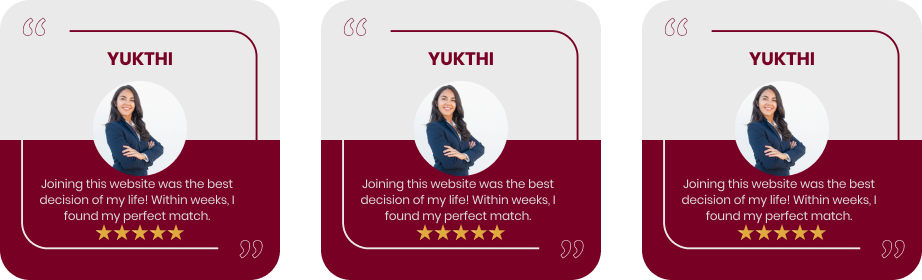 YUKTHI
Joining this website was the best
decision of my life! Within weeks, I
found my perfect match.
YUKTHI
Joining this website was the best
decision of my life! Within weeks, I
found my perfect match.
YUKTHI
Joining this website was the best
decision of my life! Within weeks, I
found my perfect match.